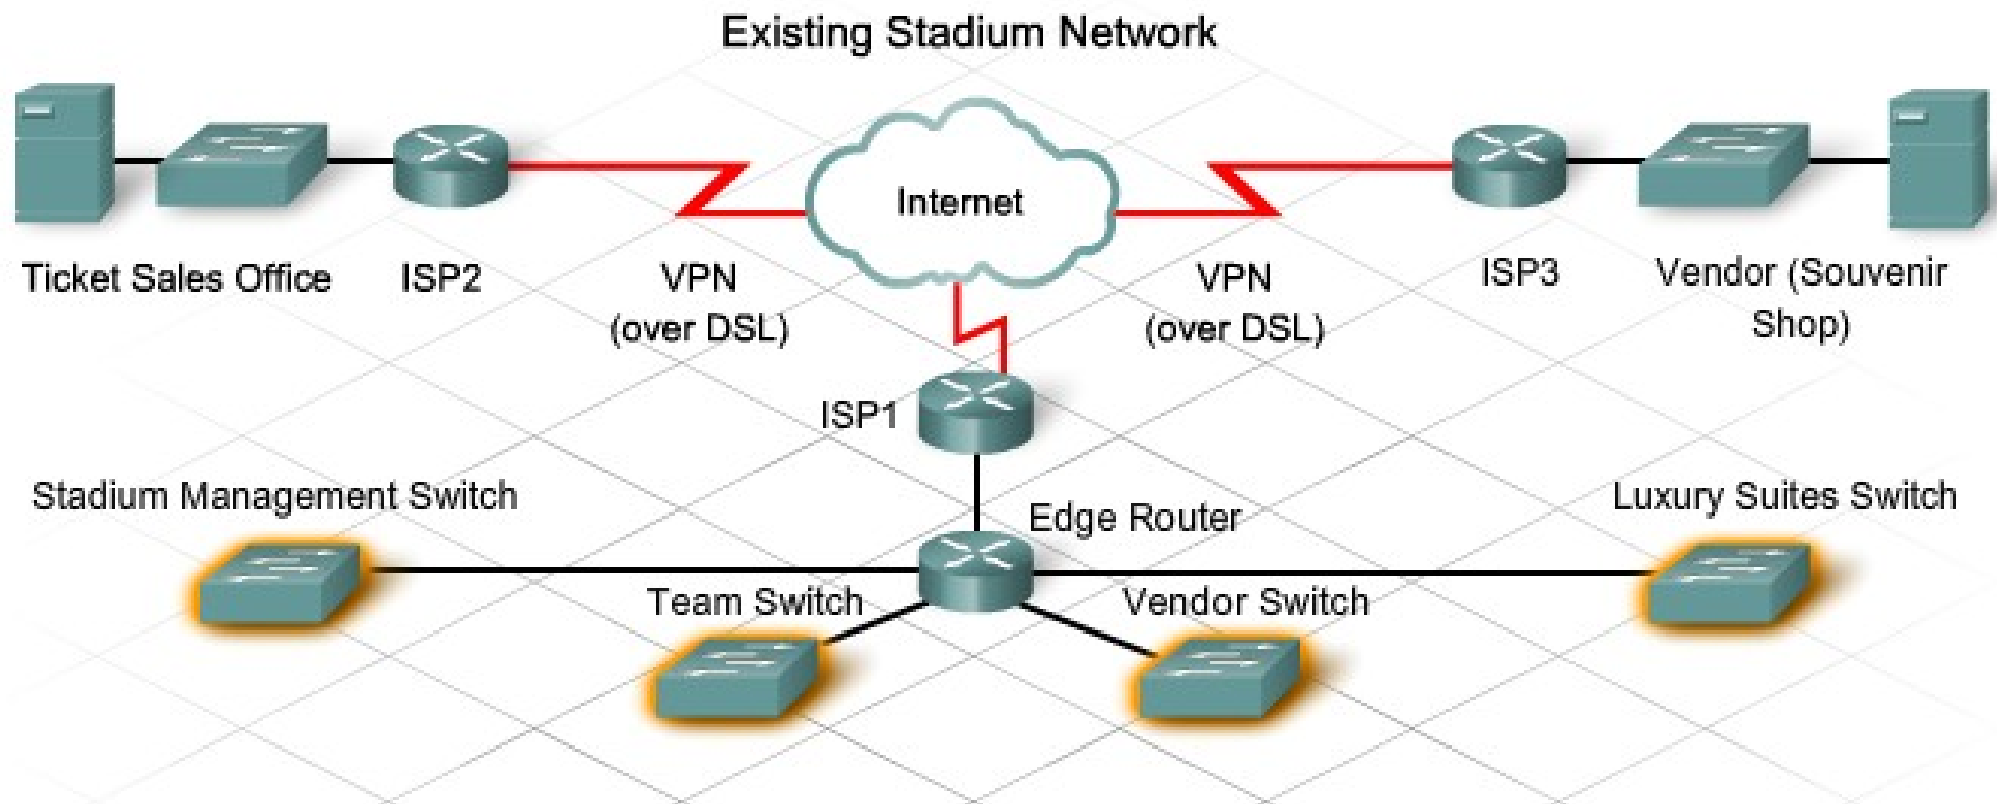 Existing Stadium Network
Internet
Ticket Sales Office
ISP2
VPN
(over DSL)
VPN
(over DSL)
ISP3
Vendor (Souvenir
Shop)
ISP1
Stadium Management Switch
Edge Router
Luxury Suites Switch
Team Switch
Vendor Switch